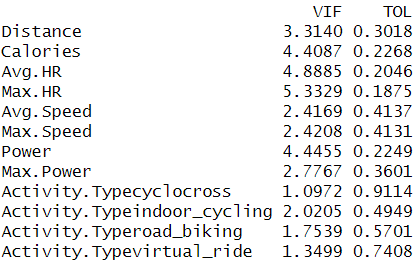 VIF TOL
Distance 3.3140 0.3018
Calories 4.4087 0.2268
Avg.HR 4.8885 0.2046
Max.HR 5.3329 0.1875
Avg.Speed 2.4169 0.4137
Max.Speed 2.4208 0.4131
Power 4.4455 0.2249
Max.Power 2.7767 0.3601
Activity.Typecyclocross 1.0972 0.9114
Activity.Typeindoor_cycling 2.0205 0.4949
Activity.Typeroad_biking 1.7539 0.5701
Activity.Typevirtual_ride 1.3499 0.7408